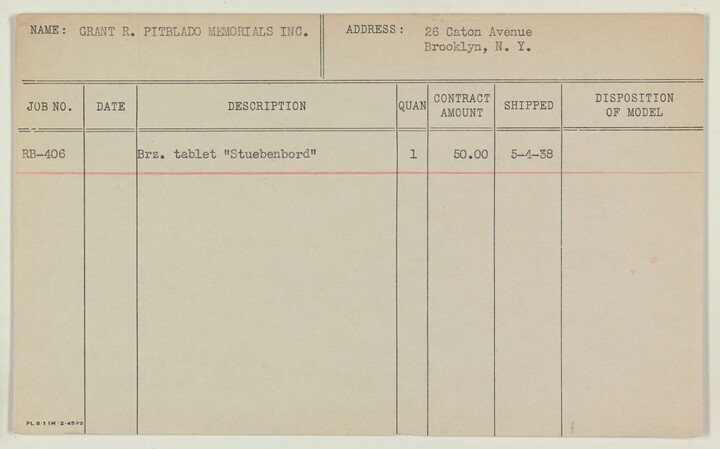 NAME: GRANT R. PITBLADO MEMORIALS INC.
ADDRESS: 26 Caton Avenue
Brooklyn, N. Y.
JOB NO. DATE DESCRIPTION QUAN CONTRACT AMOUNT SHIPPED DISPOSITION OF MODEL
RB-406 Brz. tablet "Stuebenbord" 1 50.00 5-4-38